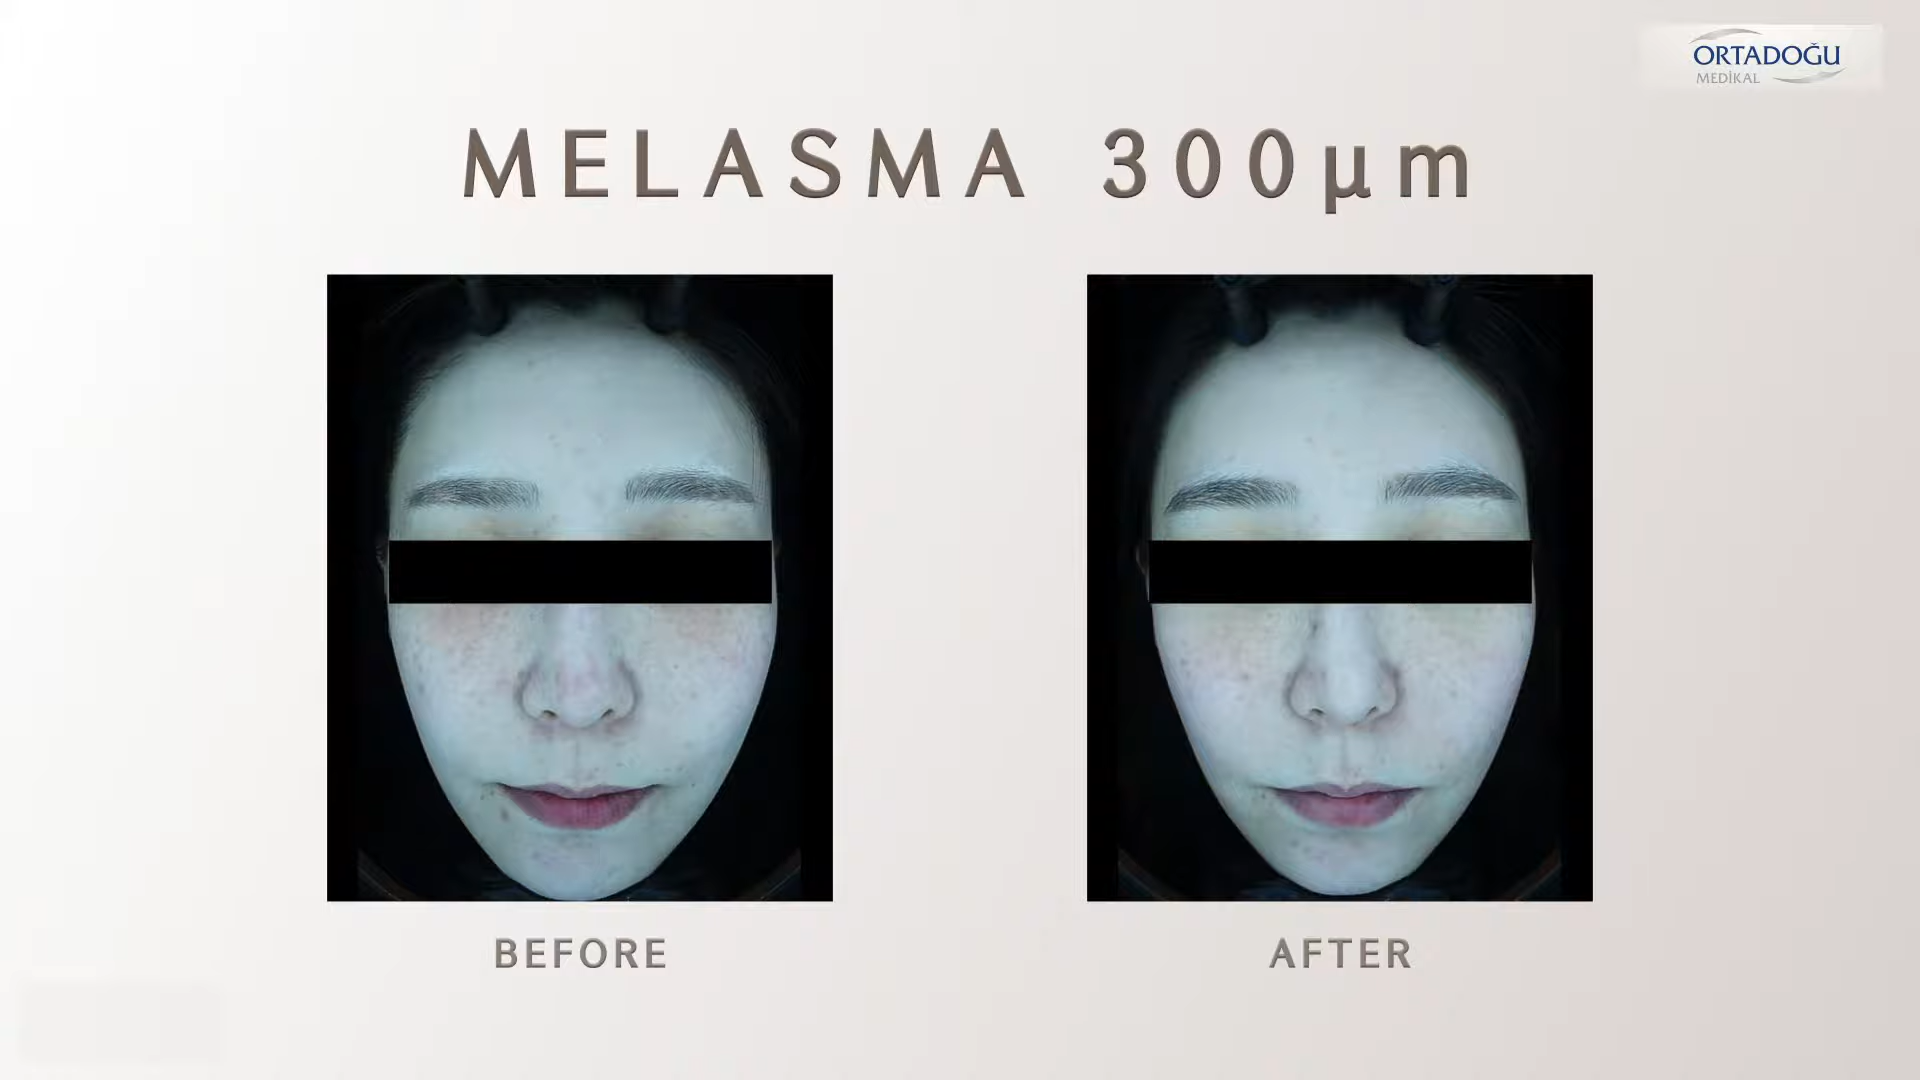 ORTADOĞU
MEDİKAL
MELASMA 300µm
BEFORE
AFTER